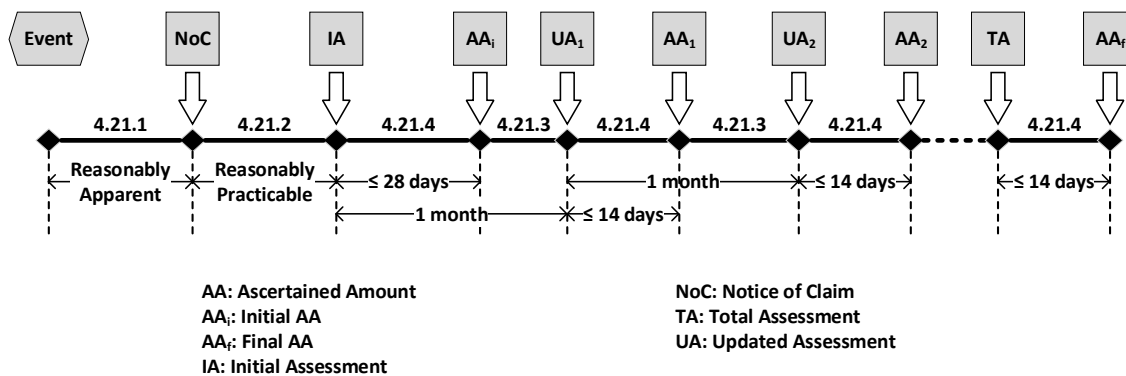 Event NoC IA AAᵢ UA₁ AA₁ UA₂ AA₂ TA AA_f
4.21.1 4.21.2 4.21.4 4.21.3 4.21.4 4.21.3 4.21.4 4.21.4
Reasonably Apparent
Reasonably Practicable
≤ 28 days
1 month
≤ 14 days
≤ 14 days
1 month
≤ 14 days
AA: Ascertained Amount
AAᵢ: Initial AA
AA_f: Final AA
IA: Initial Assessment
NoC: Notice of Claim
TA: Total Assessment
UA: Updated Assessment